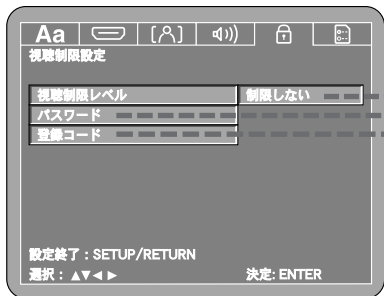 Aa
視聴制限設定
視聴制限レベル 制限しない
パスワード
登録コード
設定終了：SETUP/RETURN
選択：▲▼◀▶ 決定: ENTER